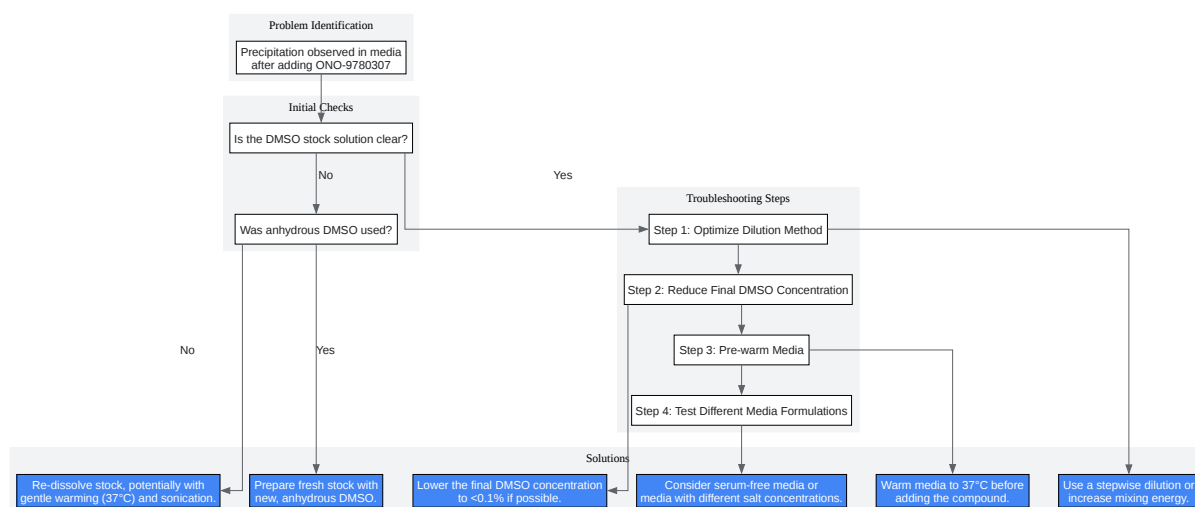 Problem Identification
Precipitation observed in media
after adding ONO-9780307
Initial Checks
Is the DMSO stock solution clear?
No
Yes
Was anhydrous DMSO used?
Troubleshooting Steps
Step 1: Optimize Dilution Method
Step 2: Reduce Final DMSO Concentration
Step 3: Pre-warm Media
Step 4: Test Different Media Formulations
No
Yes
Solutions
Re-dissolve stock, potentially with
gentle warming (37°C) and sonication.
Prepare fresh stock with
new, anhydrous DMSO.
Lower the final DMSO concentration
to <0.1% if possible.
Consider serum-free media or
media with different salt concentrations.
Warm media to 37°C before
adding the compound.
Use a stepwise dilution or
increase mixing energy.